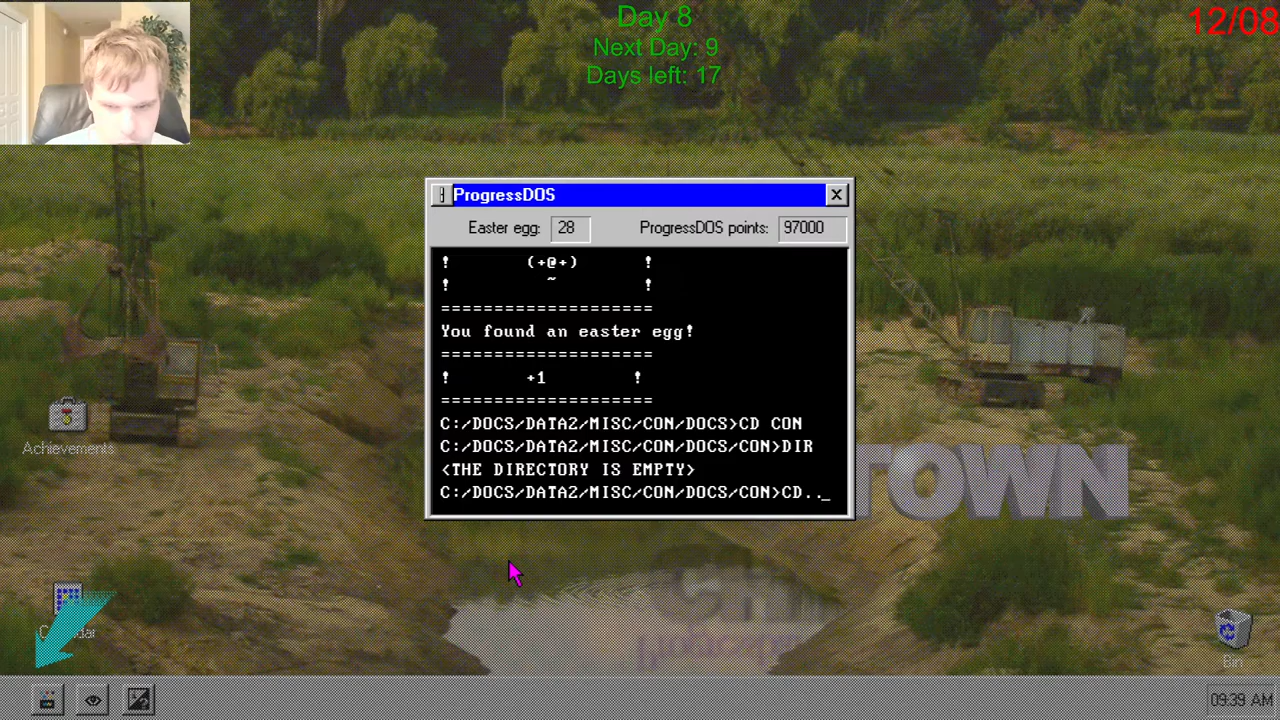 Day 8
Next Day: 9
Days left: 17
12/08
ProgressDOS
Easter egg: 28
ProgressDOS points: 97000
! (+@+) !
! ~ !
====================
You found an easter egg!
====================
! +1 !
====================
C:/DOCS/DATA2/MISC/CON/DOCS>CD CON
C:/DOCS/DATA2/MISC/CON/DOCS/CON>DIR
<THE DIRECTORY IS EMPTY>
C:/DOCS/DATA2/MISC/CON/DOCS/CON>CD.._
Achievements
TOWN
Bin
09:39 AM